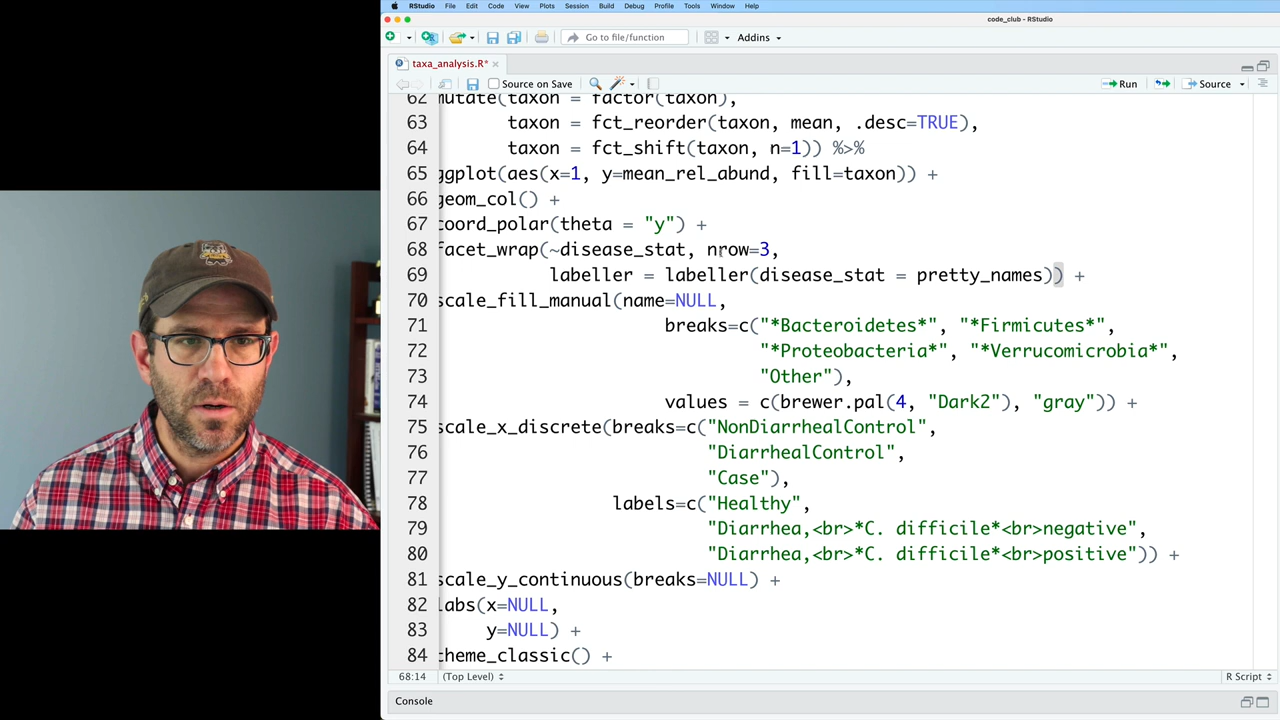 RStudio File Edit Code View Plots Session Build Debug Profile Tools Window Help
code_club - RStudio
Go to file/function Addins
taxa_analysis.R*
Source on Save Run Source
62 mutate(taxon = factor(taxon),
63 taxon = fct_reorder(taxon, mean, .desc=TRUE),
64 taxon = fct_shift(taxon, n=1)) %>%
65 ggplot(aes(x=1, y=mean_rel_abund, fill=taxon)) +
66 geom_col() +
67 coord_polar(theta = "y") +
68 facet_wrap(~disease_stat, nrow=3,
69 labeller = labeller(disease_stat = pretty_names)) +
70 scale_fill_manual(name=NULL,
71 breaks=c("*Bacteroidetes*", "*Firmicutes*",
72 "*Proteobacteria*", "*Verrucomicrobia*",
73 "Other"),
74 values = c(brewer.pal(4, "Dark2"), "gray")) +
75 scale_x_discrete(breaks=c("NonDiarrhealControl",
76 "DiarrhealControl",
77 "Case"),
78 labels=c("Healthy",
79 "Diarrhea,<br>*C. difficile*<br>negative",
80 "Diarrhea,<br>*C. difficile*<br>positive")) +
81 scale_y_continuous(breaks=NULL) +
82 labs(x=NULL,
83 y=NULL) +
84 theme_classic() +
68:14 (Top Level) R Script
Console